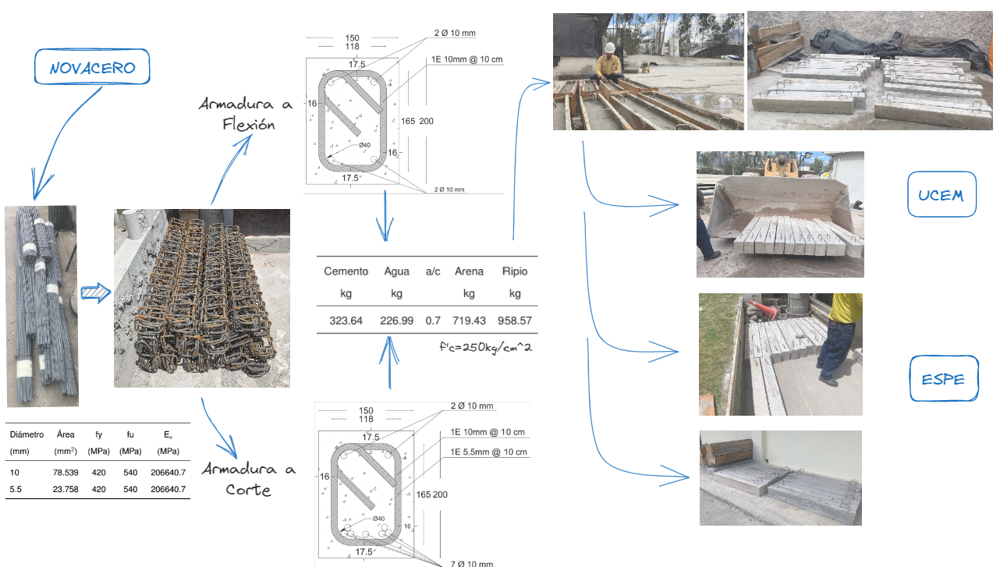 NOVACERO
Diámetro Área fy fu Es
(mm) (mm²) (MPa) (MPa) (MPa)
10 78.539 420 540 206640.7
5.5 23.758 420 540 206640.7
Armadura a
Flexión
150
118
17.5
2 Ø 10 mm
1E 10mm @ 10 cm
16
165 200
Ø40
16
17.5
2 Ø 10 mm
Cemento Agua a/c Arena Ripio
kg kg kg kg
323.64 226.99 0.7 719.43 958.57
f'c=250kg/cm^2
Armadura a
Corte
150
118
17.5
2 Ø 10 mm
1E 10mm @ 10 cm
1E 5.5mm @ 10 cm
16
165 200
Ø40
16
17.5
7 Ø 10 mm
UCEM
ESPE